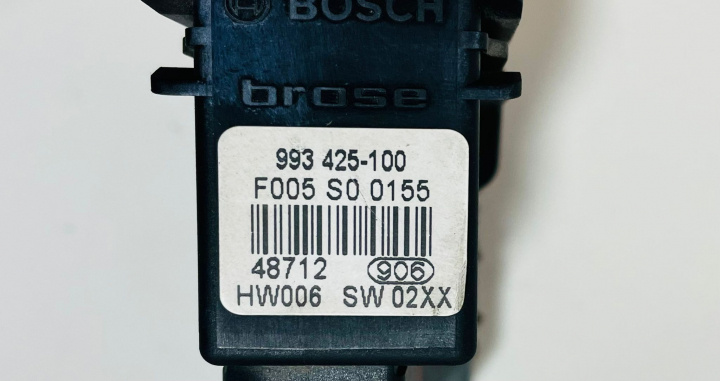 BOSCH
brose
993 425-100
F005 S0 0155
48712 906
HW006 SW 02XX